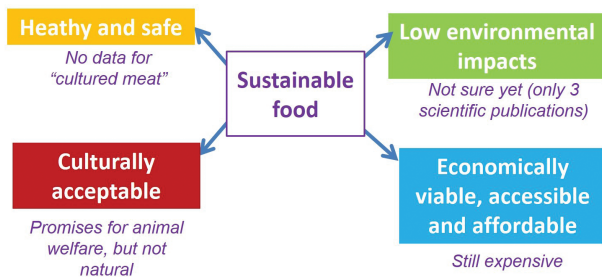 Heathy and safe
No data for
“cultured meat”
Low environmental
impacts
Not sure yet (only 3
scientific publications)
Sustainable
food
Culturally
acceptable
Promises for animal
welfare, but not
natural
Economically
viable, accessible
and affordable
Still expensive